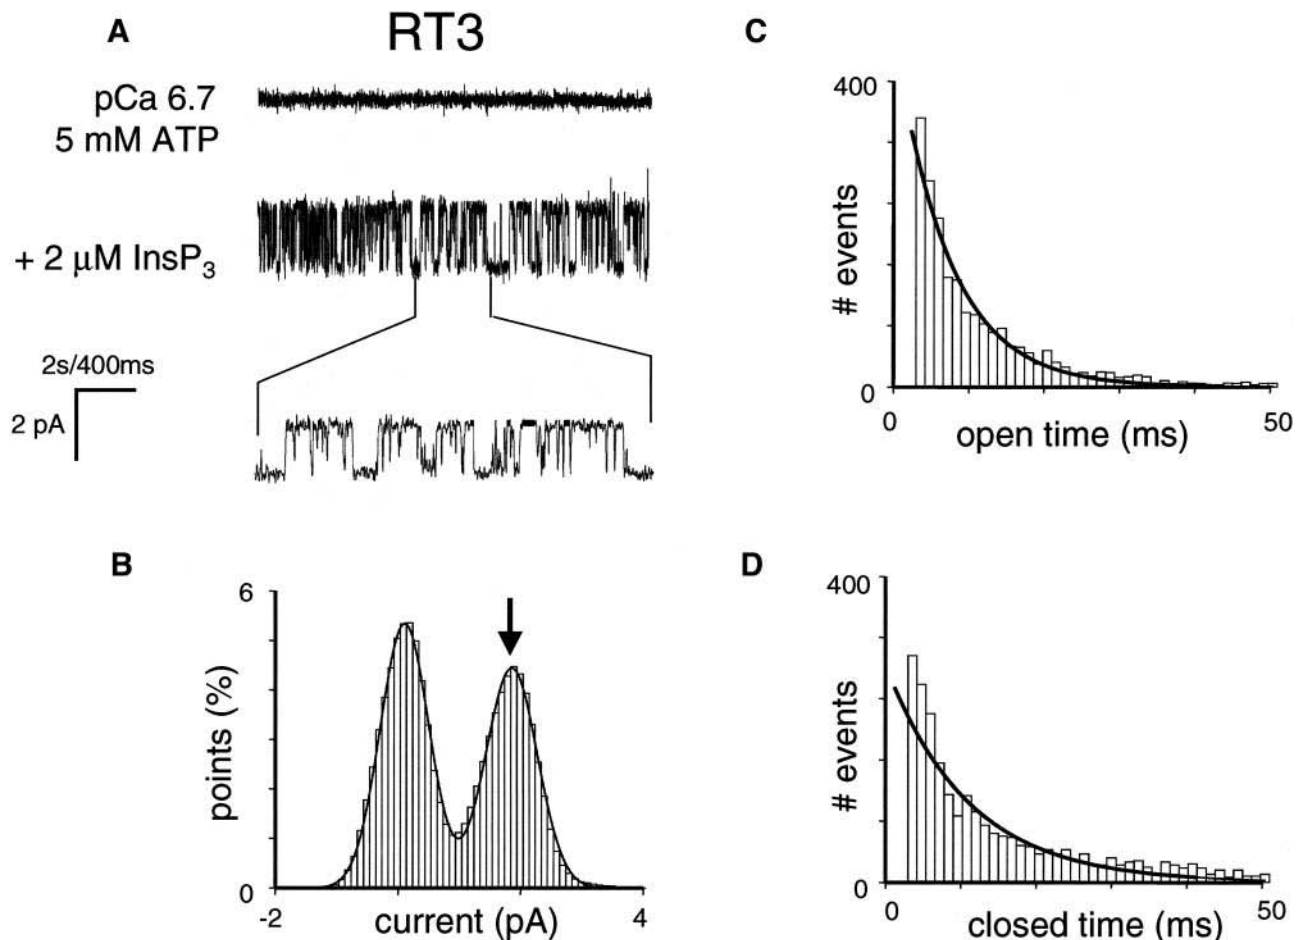 A
RT3
pCa 6.7
5 mM ATP
+ 2 μM InsP₃
2s/400ms
2 pA
B
6
points (%)
0
-2
current (pA)
4
C
400
# events
0
0
open time (ms)
50
D
400
# events
0
0
closed time (ms)
50